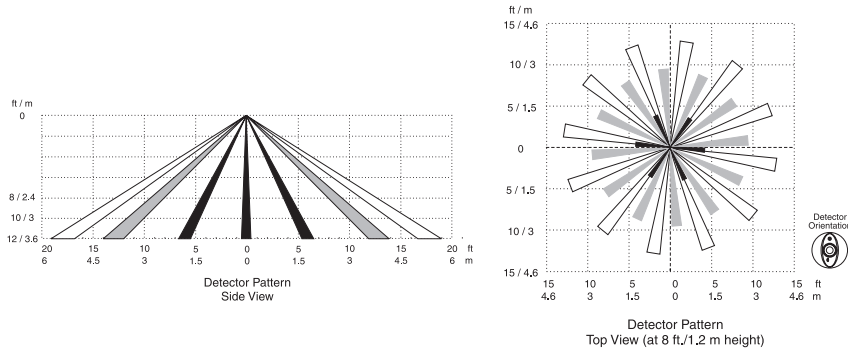 ft / m
0
8 / 2.4
10 / 3
12 / 3.6
20 15 10 5 0 5 10 15 20 ft
6 4.5 3 1.5 0 1.5 3 4.5 6 m
Detector Pattern
Side View
ft / m
15 / 4.6
10 / 3
5 / 1.5
0
5 / 1.5
10 / 3
15 / 4.6
15 10 5 0 5 10 15 ft
4.6 3 1.5 0 1.5 3 4.6 m
Detector Pattern
Top View (at 8 ft./1.2 m height)
Detector
Orientation